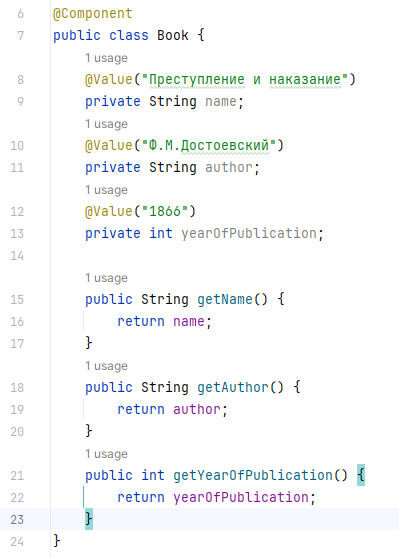 6 @Component
7 public class Book {
1 usage
8 @Value("Преступление и наказание")
9 private String name;
1 usage
10 @Value("Ф.М.Достоевский")
11 private String author;
1 usage
12 @Value("1866")
13 private int yearOfPublication;
14
1 usage
15 public String getName() {
16 return name;
17 }
1 usage
18 public String getAuthor() {
19 return author;
20 }
1 usage
21 public int getYearOfPublication() {
22 return yearOfPublication;
23 }
24 }